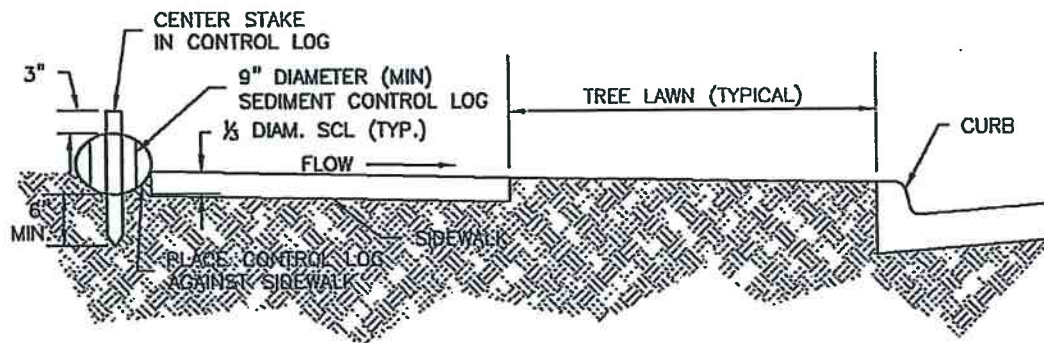 CENTER STAKE
IN CONTROL LOG
3"
9" DIAMETER (MIN)
SEDIMENT CONTROL LOG
⅓ DIAM. SCL (TYP.)
FLOW
TREE LAWN (TYPICAL)
CURB
6"
MIN.
SIDEWALK
PLACE CONTROL LOG
AGAINST SIDEWALK